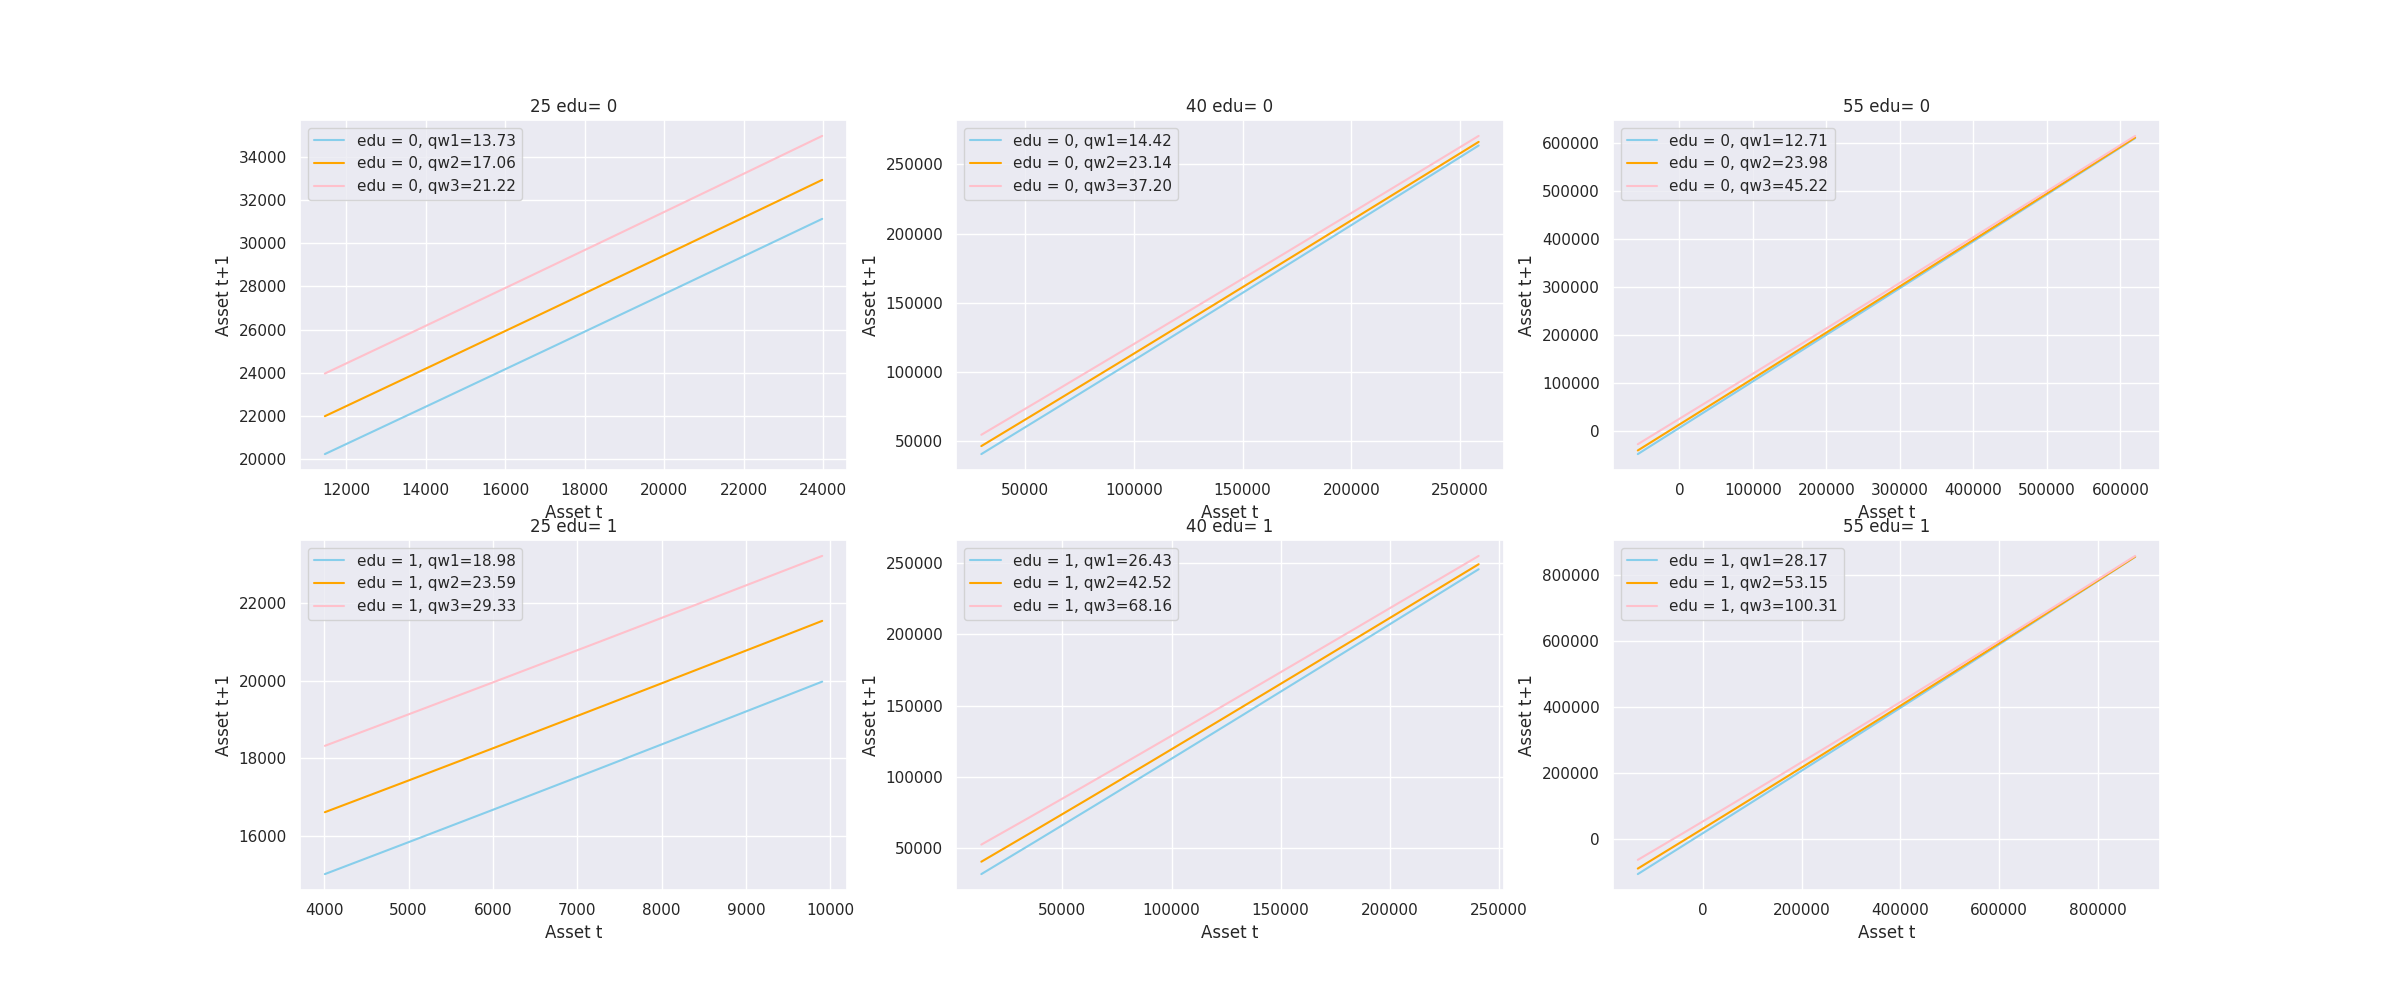 25 edu= 0
edu = 0, qw1=13.73
edu = 0, qw2=17.06
edu = 0, qw3=21.22
34000
32000
30000
28000
26000
24000
22000
20000
Asset t+1
12000 14000 16000 18000 20000 22000 24000
Asset t
40 edu= 0
edu = 0, qw1=14.42
edu = 0, qw2=23.14
edu = 0, qw3=37.20
250000
200000
150000
100000
50000
Asset t+1
50000 100000 150000 200000 250000
Asset t
55 edu= 0
edu = 0, qw1=12.71
edu = 0, qw2=23.98
edu = 0, qw3=45.22
600000
500000
400000
300000
200000
100000
0
Asset t+1
0 100000 200000 300000 400000 500000 600000
Asset t
25 edu= 1
edu = 1, qw1=18.98
edu = 1, qw2=23.59
edu = 1, qw3=29.33
22000
20000
18000
16000
Asset t+1
4000 5000 6000 7000 8000 9000 10000
Asset t
40 edu= 1
edu = 1, qw1=26.43
edu = 1, qw2=42.52
edu = 1, qw3=68.16
250000
200000
150000
100000
50000
Asset t+1
50000 100000 150000 200000 250000
Asset t
55 edu= 1
edu = 1, qw1=28.17
edu = 1, qw2=53.15
edu = 1, qw3=100.31
800000
600000
400000
200000
0
Asset t+1
0 200000 400000 600000 800000
Asset t